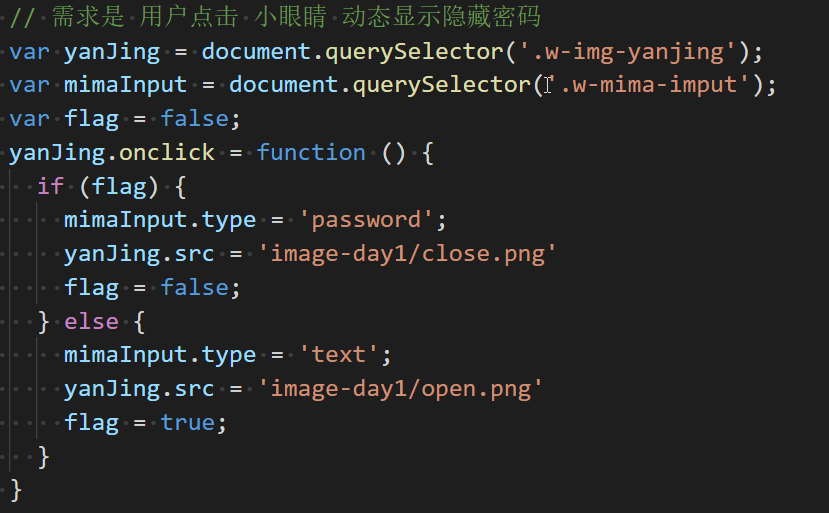 // 需求是 用户点击 小眼睛 动态显示隐藏密码
var yanJing = document.querySelector('.w-img-yanjing');
var mimaInput = document.querySelector('.w-mima-imput');
var flag = false;
yanJing.onclick = function () {
if (flag) {
mimaInput.type = 'password';
yanJing.src = 'image-day1/close.png'
flag = false;
} else {
mimaInput.type = 'text';
yanJing.src = 'image-day1/open.png'
flag = true;
}
}